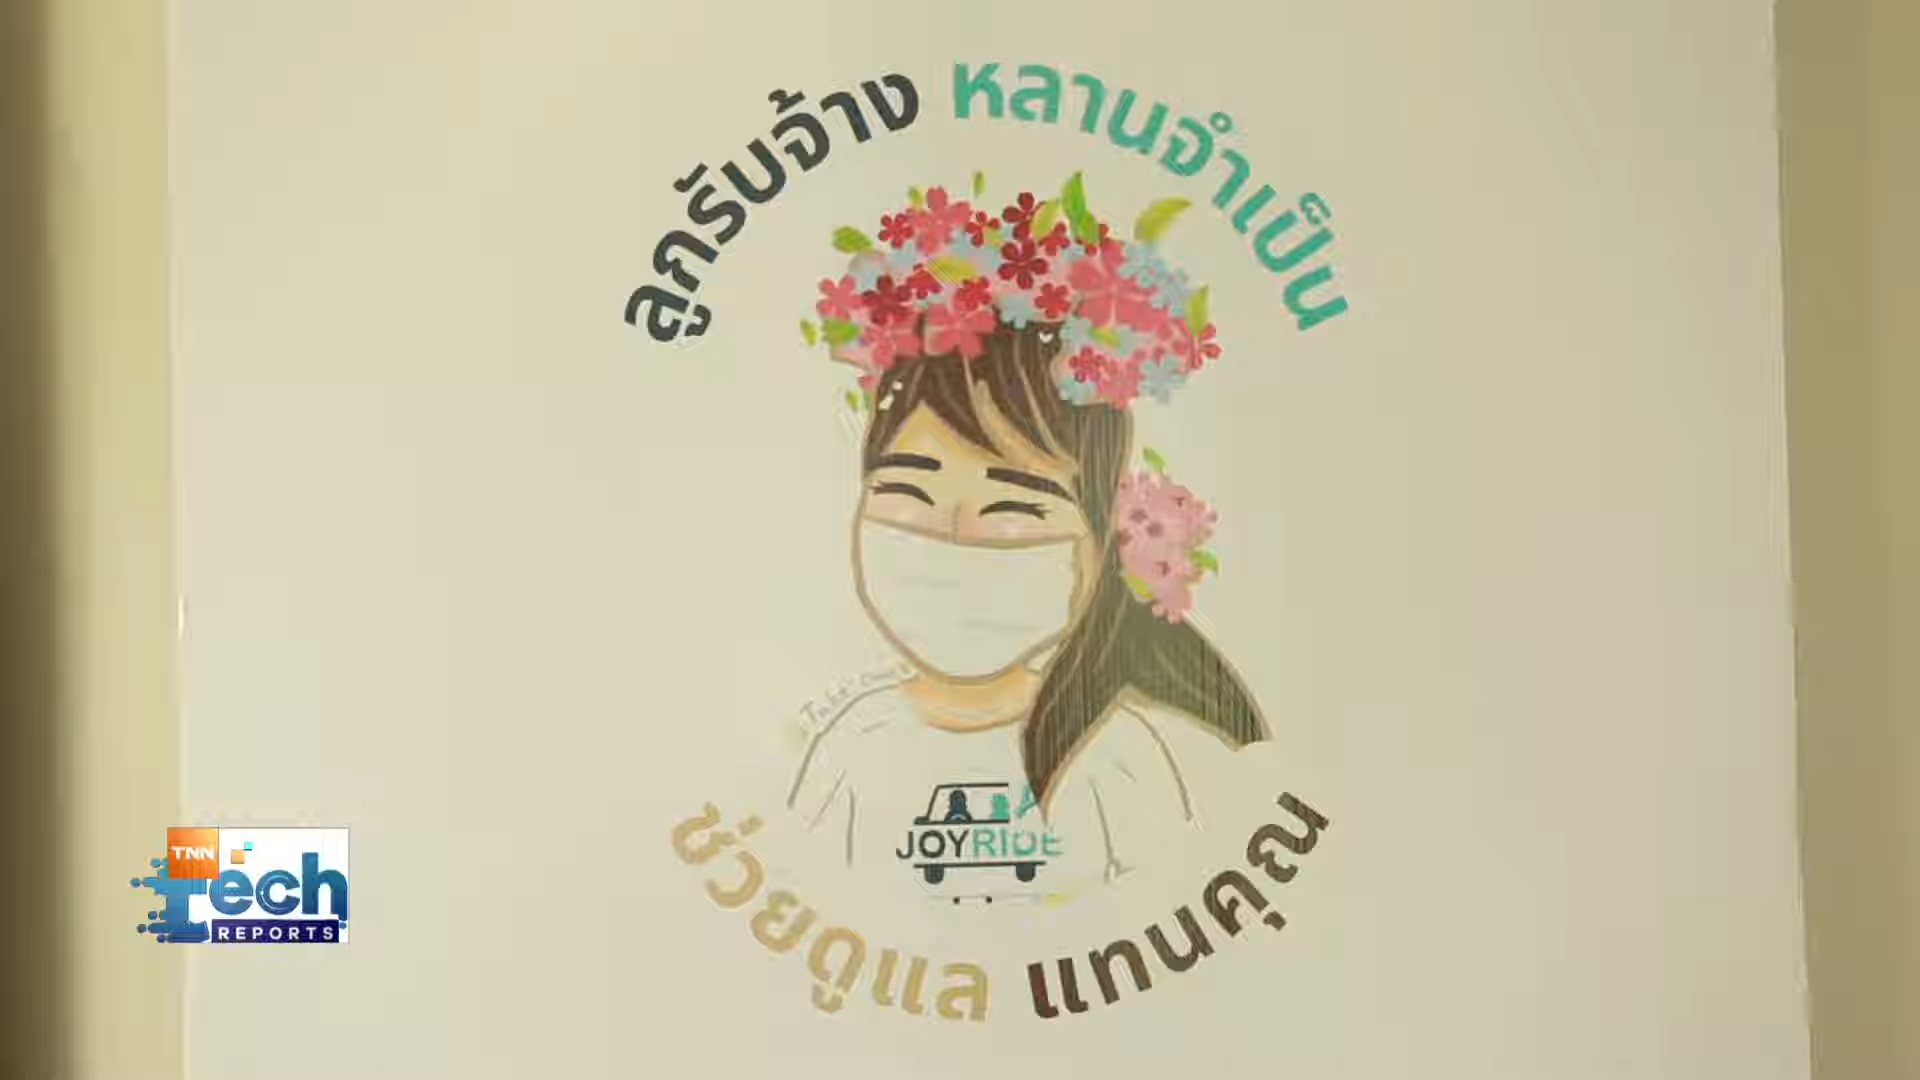 ลูกรับจ้าง หลานจำเป็น
JOYRIDE
ช่วยดูแล แทนคุณ
TNN
Tech
REPORTS